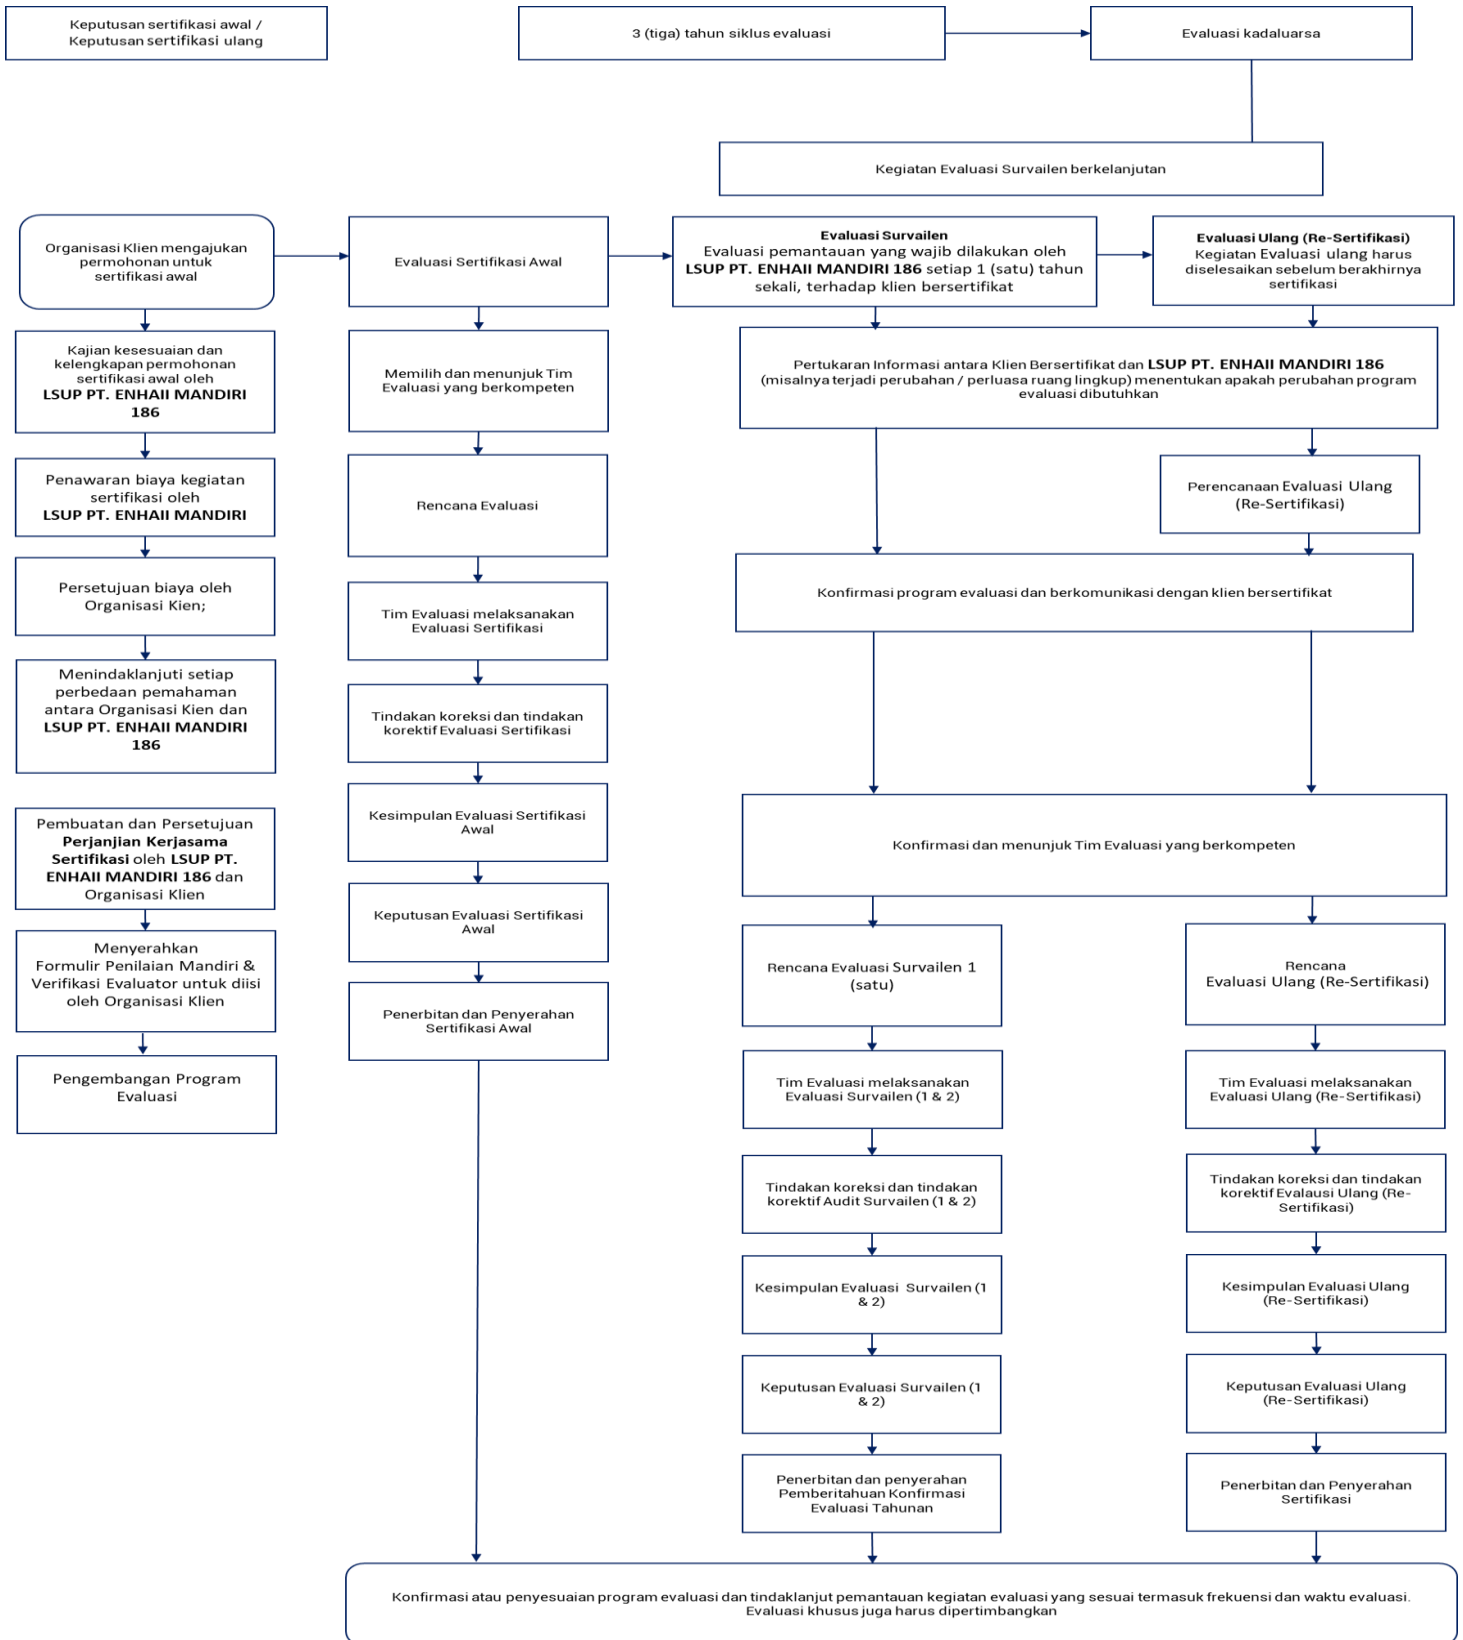 Keputusan sertifikasi awal /
Keputusan sertifikasi ulang
3 (tiga) tahun siklus evaluasi
Evaluasi kadaluarsa
Kegiatan Evaluasi Survailen berkelanjutan
Organisasi Klien mengajukan
permohonan untuk
sertifikasi awal
Kajian kesesuaian dan
kelengkapan permohonan
sertifikasi awal oleh
LSUP PT. ENHAII MANDIRI
186
Penawaran biaya kegiatan
sertifikasi oleh
LSUP PT. ENHAII MANDIRI
Persetujuan biaya oleh
Organisasi Kien;
Menindaklanjuti setiap
perbedaan pemahaman
antara Organisasi Kien dan
LSUP PT. ENHAII MANDIRI
186
Pembuatan dan Persetujuan
Perjanjian Kerjasama
Sertifikasi oleh LSUP PT.
ENHAII MANDIRI 186 dan
Organisasi Klien
Menyerahkan
Formulir Penilaian Mandiri &
Verifikasi Evaluator untuk diisi
oleh Organisasi Klien
Pengembangan Program
Evaluasi
Evaluasi Sertifikasi Awal
Memilih dan menunjuk Tim
Evaluasi yang berkompeten
Rencana Evaluasi
Tim Evaluasi melaksanakan
Evaluasi Sertifikasi
Tindakan koreksi dan tindakan
korektif Evaluasi Sertifikasi
Kesimpulan Evaluasi Sertifikasi
Awal
Keputusan Evaluasi Sertifikasi
Awal
Penerbitan dan Penyerahan
Sertifikasi Awal
Evaluasi Survailen
Evaluasi pemantauan yang wajib dilakukan oleh
LSUP PT. ENHAII MANDIRI 186 setiap 1 (satu) tahun
sekali, terhadap klien bersertifikat
Evaluasi Ulang (Re-Sertifikasi)
Kegiatan Evaluasi ulang harus
diselesaikan sebelum berakhirnya
sertifikasi
Pertukaran Informasi antara Klien Bersertifikat dan LSUP PT. ENHAII MANDIRI 186
(misalnya terjadi perubahan / perluasa ruang lingkup) menentukan apakah perubahan program
evaluasi dibutuhkan
Perencanaan Evaluasi Ulang
(Re-Sertifikasi)
Konfirmasi program evaluasi dan berkomunikasi dengan klien bersertifikat
Konfirmasi dan menunjuk Tim Evaluasi yang berkompeten
Rencana Evaluasi Survailen 1
(satu)
Tim Evaluasi melaksanakan
Evaluasi Survailen (1 & 2)
Tindakan koreksi dan tindakan
korektif Audit Survailen (1 & 2)
Kesimpulan Evaluasi Survailen (1
& 2)
Keputusan Evaluasi Survailen (1
& 2)
Penerbitan dan penyerahan
Pemberitahuan Konfirmasi
Evaluasi Tahunan
Rencana
Evaluasi Ulang (Re-Sertifikasi)
Tim Evaluasi melaksanakan
Evaluasi Ulang (Re-Sertifikasi)
Tindakan koreksi dan tindakan
korektif Evalausi Ulang (Re-
Sertifikasi)
Kesimpulan Evaluasi Ulang
(Re-Sertifikasi)
Keputusan Evaluasi Ulang
(Re-Sertifikasi)
Penerbitan dan Penyerahan
Sertifikasi
Konfirmasi atau penyesuaian program evaluasi dan tindaklanjut pemantauan kegiatan evaluasi yang sesuai termasuk frekuensi dan waktu evaluasi.
Evaluasi khusus juga harus dipertimbangkan